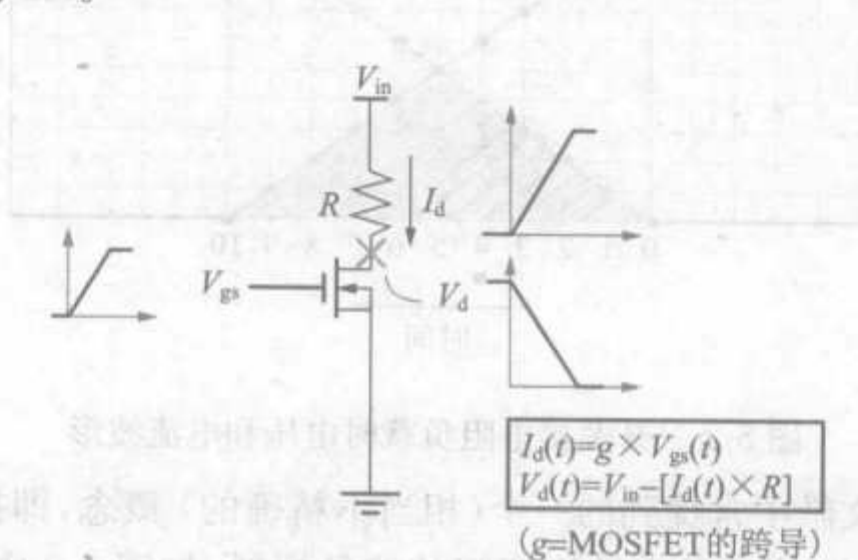 V_in
R
I_d
V_gs
V_d
I_d(t)=g×V_gs(t)
V_d(t)=V_in−[I_d(t)×R]
(g=MOSFET的跨导)